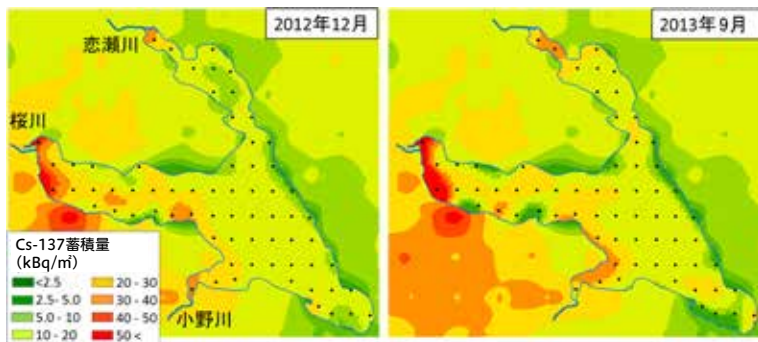 2012年12月
2013年9月
恋瀬川
桜川
小野川
Cs-137蓄積量
(kBq/㎡)
<2.5
2.5-5.0
5.0 - 10
10 - 20
20 - 30
30 - 40
40 - 50
50 <